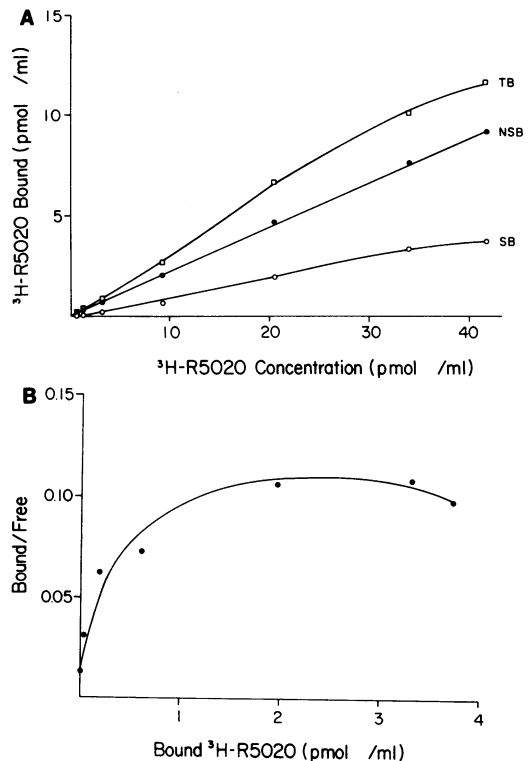 A
15
10
5
³H-R5020 Bound (pmol /ml)
TB
NSB
SB
10
20
30
40
³H-R5020 Concentration (pmol /ml)
B
0.15
0.10
0.05
Bound/Free
1
2
3
4
Bound ³H-R5020 (pmol /ml)